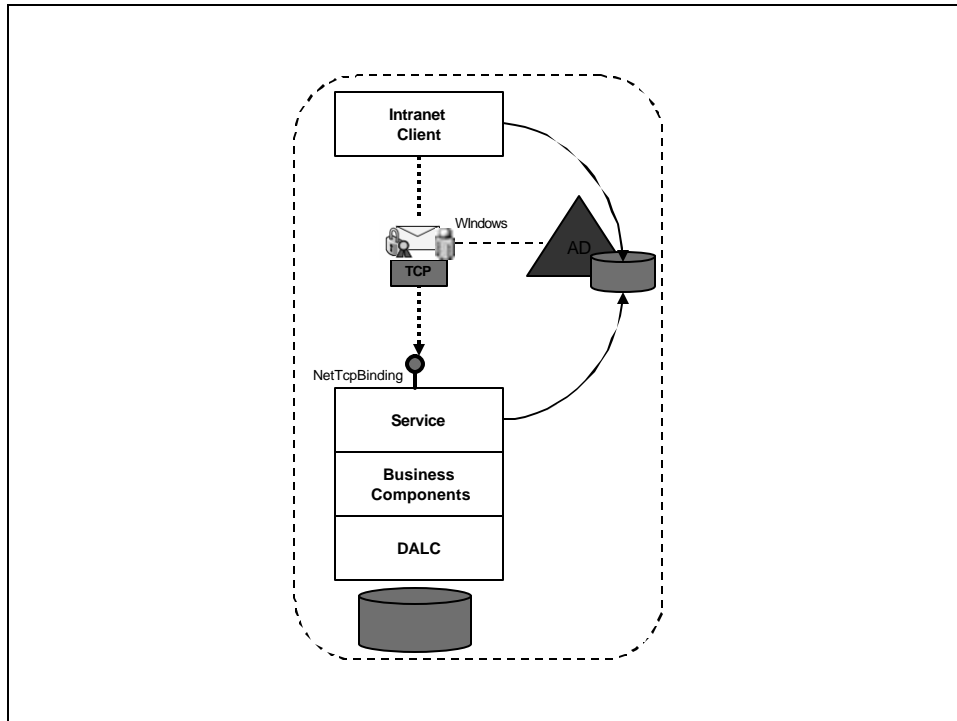 Intranet
Client
WIndows
AD
TCP
NetTcpBinding
Service
Business
Components
DALC